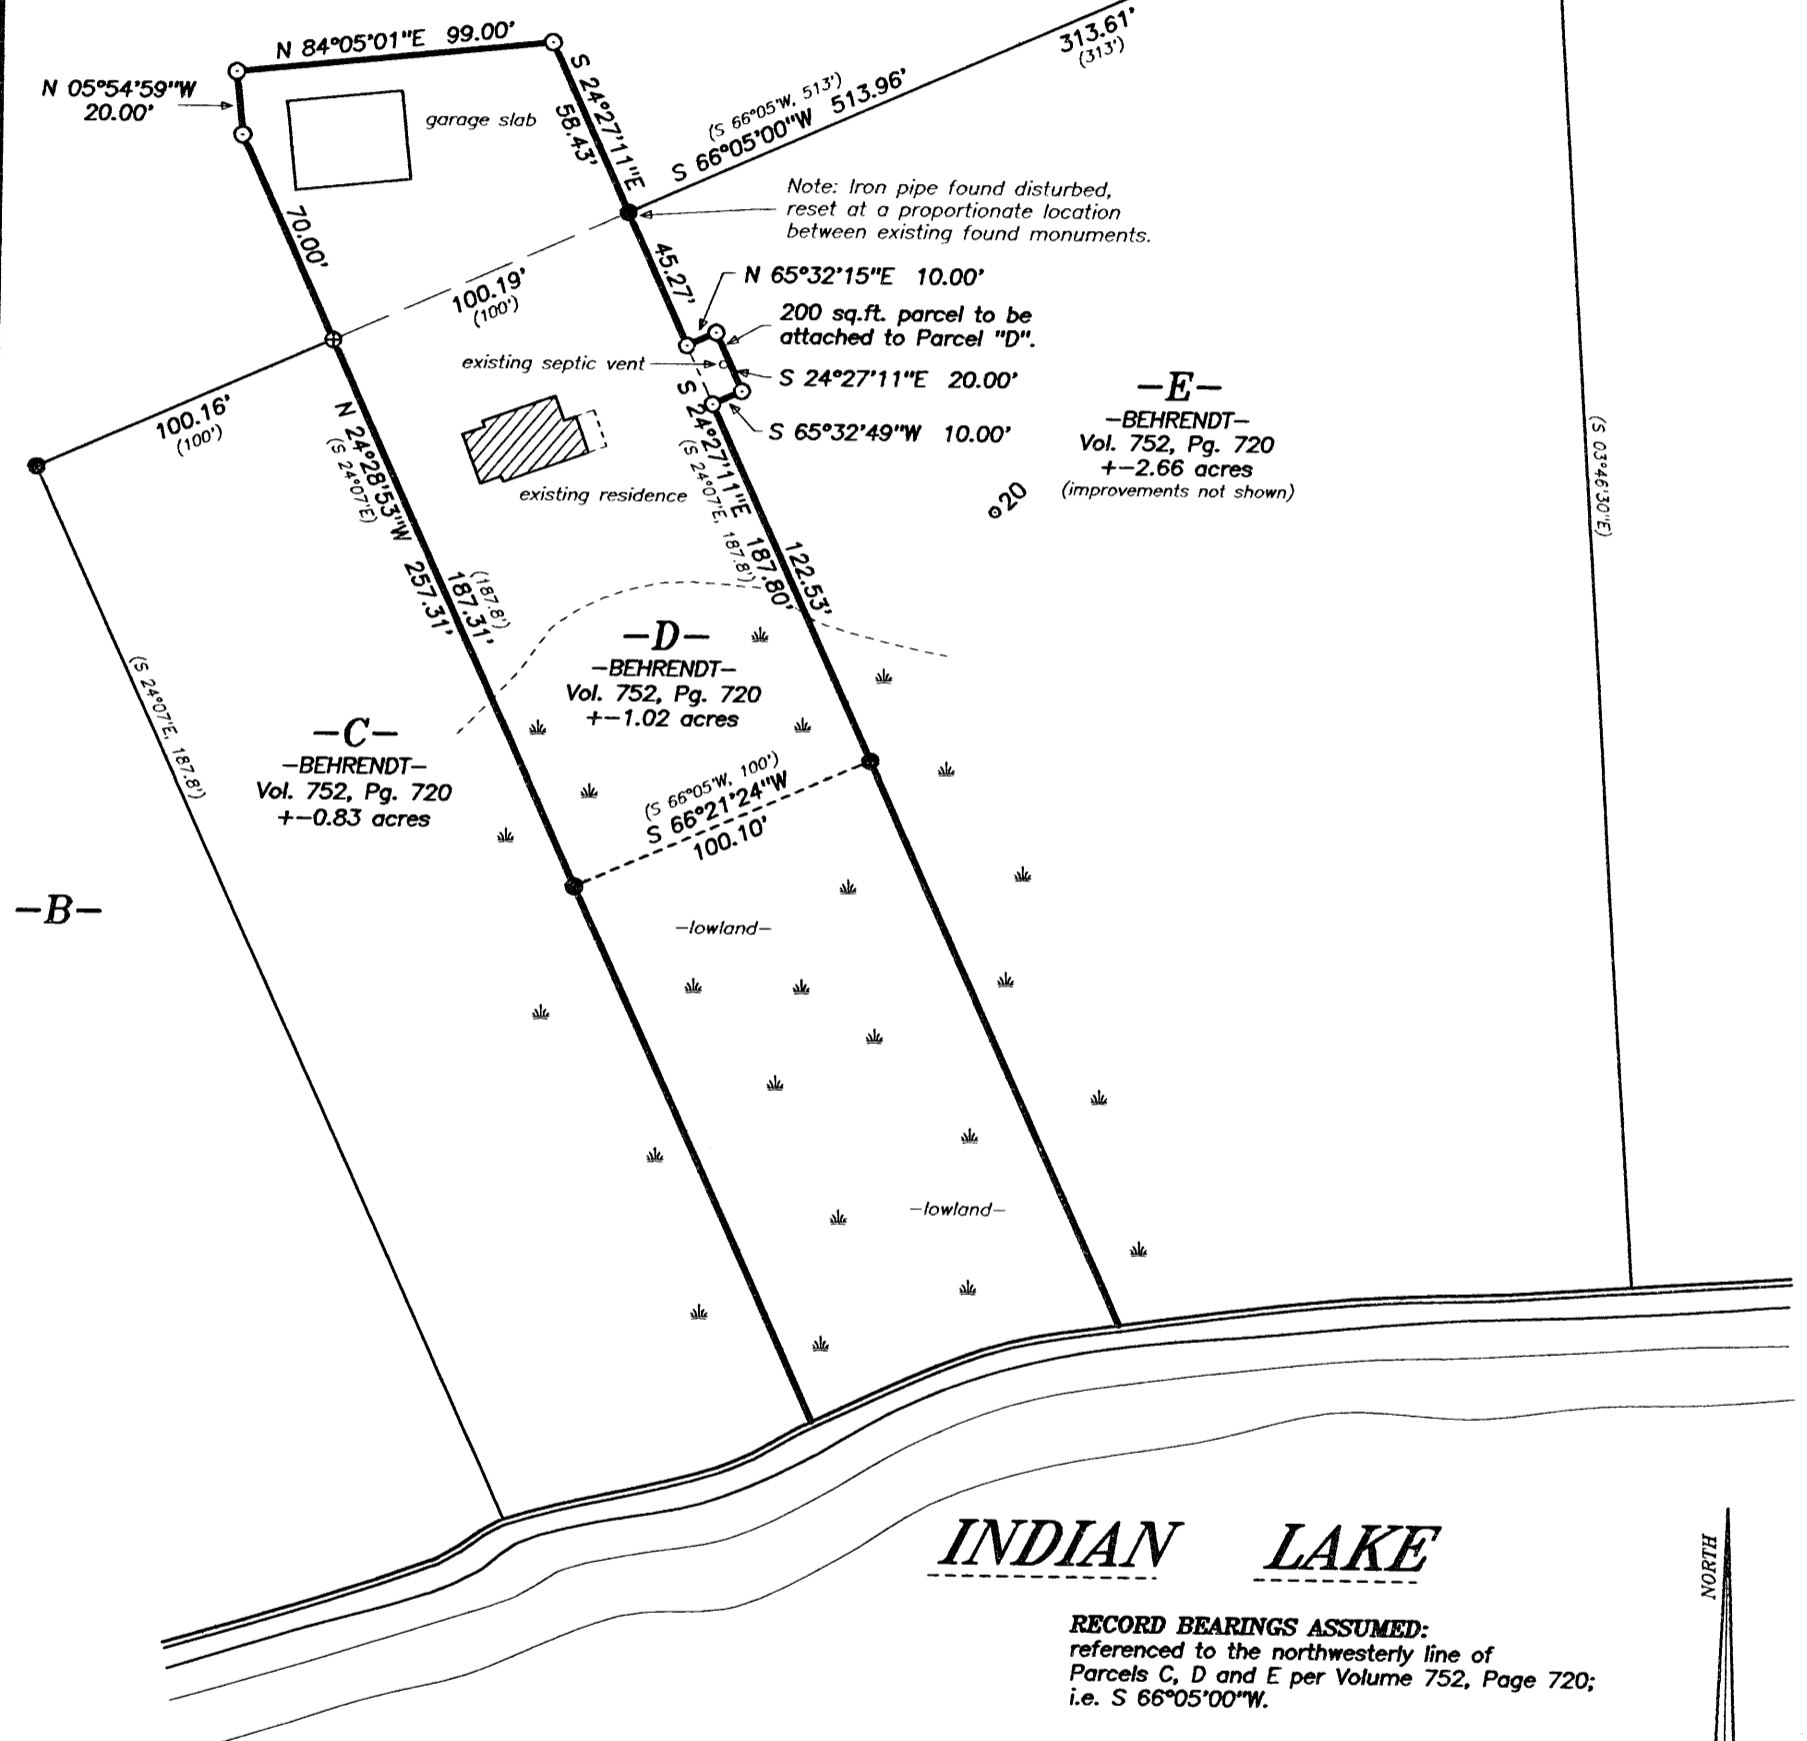 N 84°05'01"E 99.00'
N 05°54'59"W
20.00'
garage slab
S 24°27'11"E
58.43'
(S 66°05'W, 513')
S 66°05'00"W 513.96'
313.61'
(313')
Note: Iron pipe found disturbed,
reset at a proportionate location
between existing found monuments.
70.00'
45.27'
N 65°32'15"E 10.00'
100.19'
(100')
200 sq.ft. parcel to be
attached to Parcel "D".
existing septic vent
S 24°27'11"E 20.00'
S 65°32'49"W 10.00'
100.16'
(100')
N 24°28'53"W 257.31'
(S 24°07'E)
(187.8')
187.31'
existing residence
S 24°27'11"E 187.80'
(S 24°07'E, 187.8')
122.53'
20
-E-
-BEHRENDT-
Vol. 752, Pg. 720
+-2.66 acres
(improvements not shown)
(S 03°46'30"E)
-D-
-BEHRENDT-
Vol. 752, Pg. 720
+-1.02 acres
(S 24°07'E, 187.8')
-C-
-BEHRENDT-
Vol. 752, Pg. 720
+-0.83 acres
(S 66°05'W, 100')
S 66°21'24"W
100.10'
-B-
-lowland-
-lowland-
INDIAN LAKE
NORTH
RECORD BEARINGS ASSUMED:
referenced to the northwesterly line of
Parcels C, D and E per Volume 752, Page 720;
i.e. S 66°05'00"W.